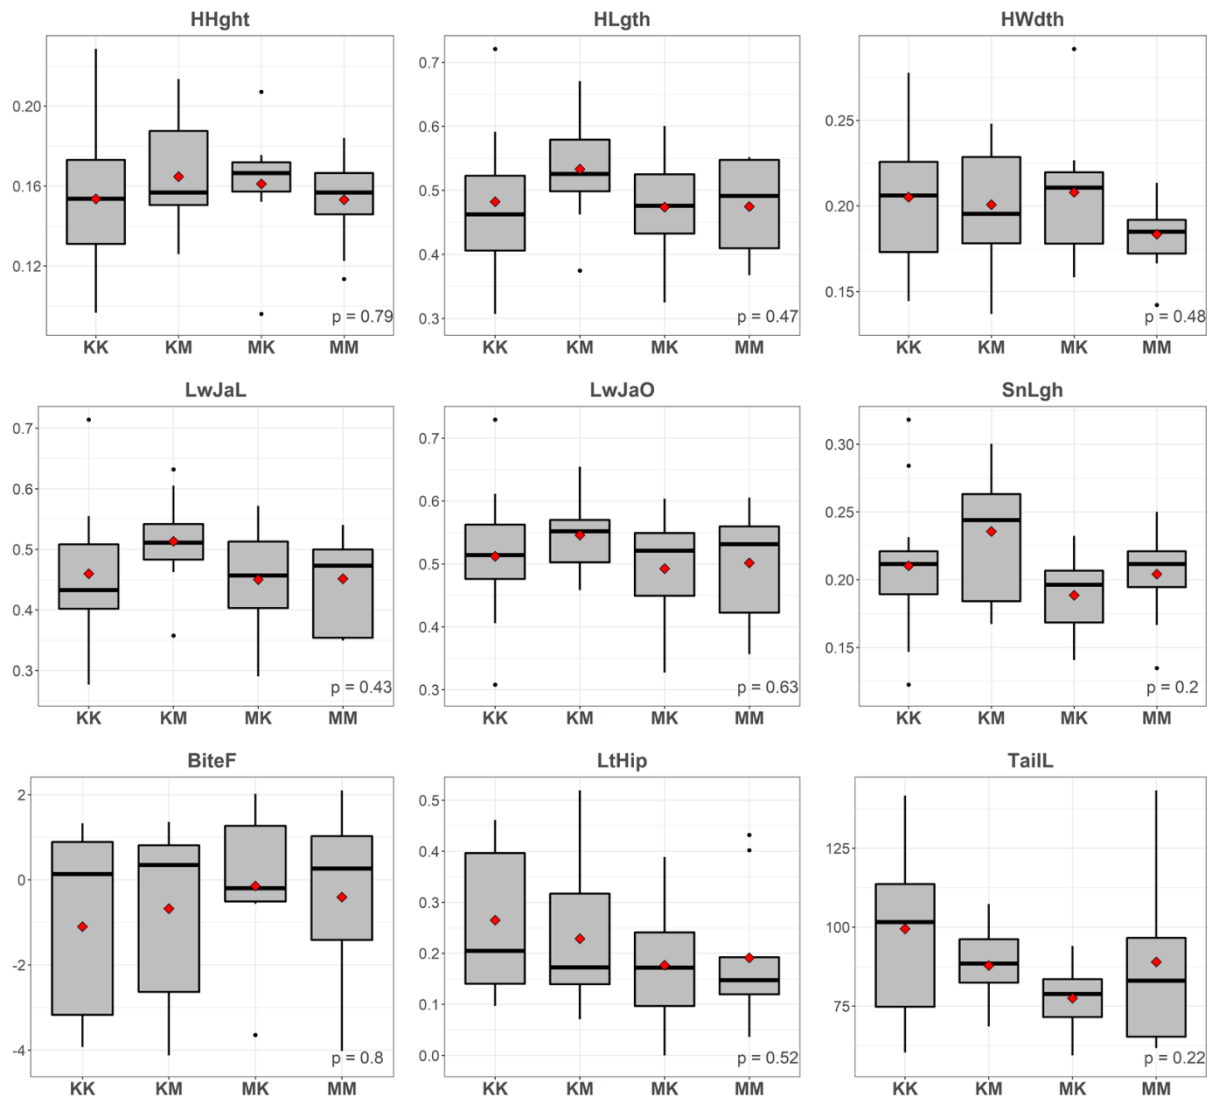 HHght
0.20
0.16
0.12
p = 0.79
KK KM MK MM
HLgth
0.7
0.6
0.5
0.4
0.3
p = 0.47
KK KM MK MM
HWdth
0.25
0.20
0.15
p = 0.48
KK KM MK MM
LwJaL
0.7
0.6
0.5
0.4
0.3
p = 0.43
KK KM MK MM
LwJaO
0.7
0.6
0.5
0.4
0.3
p = 0.63
KK KM MK MM
SnLgh
0.30
0.25
0.20
0.15
p = 0.2
KK KM MK MM
BiteF
2
0
-2
-4
p = 0.8
KK KM MK MM
LtHip
0.5
0.4
0.3
0.2
0.1
0.0
p = 0.52
KK KM MK MM
TailL
125
100
75
p = 0.22
KK KM MK MM